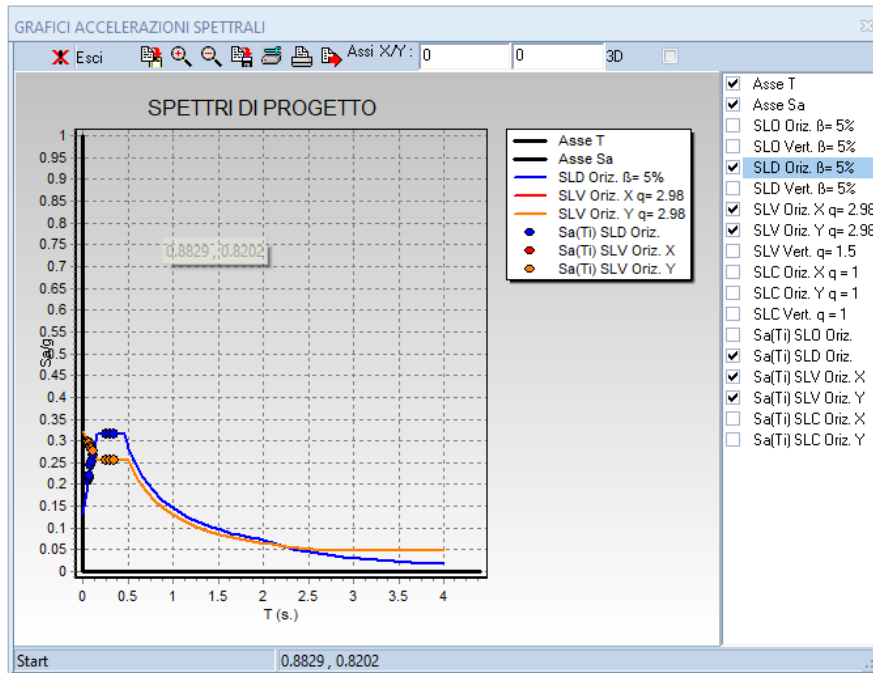 GRAFICI ACCELERAZIONI SPETTRALI
Esci Assi X/Y: 0 0 3D
SPETTRI DI PROGETTO
1
0.95
0.9
0.85
0.8
0.75
0.7
0.65
0.6
0.55
0.5
0.45
0.4
0.35
0.3
0.25
0.2
0.15
0.1
0.05
0
Sa/g
0.8829 , 0.8202
0 0.5 1 1.5 2 2.5 3 3.5 4
T (s.)
Asse T
Asse Sa
SLD Oriz. ß= 5%
SLV Oriz. X q= 2.98
SLV Oriz. Y q= 2.98
Sa(Ti) SLD Oriz.
Sa(Ti) SLV Oriz. X
Sa(Ti) SLV Oriz. Y
Asse T
Asse Sa
SLO Oriz. ß= 5%
SLO Vert. ß= 5%
SLD Oriz. ß= 5%
SLD Vert. ß= 5%
SLV Oriz. X q= 2.98
SLV Oriz. Y q= 2.98
SLV Vert. q= 1.5
SLC Oriz. X q = 1
SLC Oriz. Y q = 1
SLC Vert. q = 1
Sa(Ti) SLO Oriz.
Sa(Ti) SLD Oriz.
Sa(Ti) SLV Oriz. X
Sa(Ti) SLV Oriz. Y
Sa(Ti) SLC Oriz. X
Sa(Ti) SLC Oriz. Y
Start 0.8829 , 0.8202